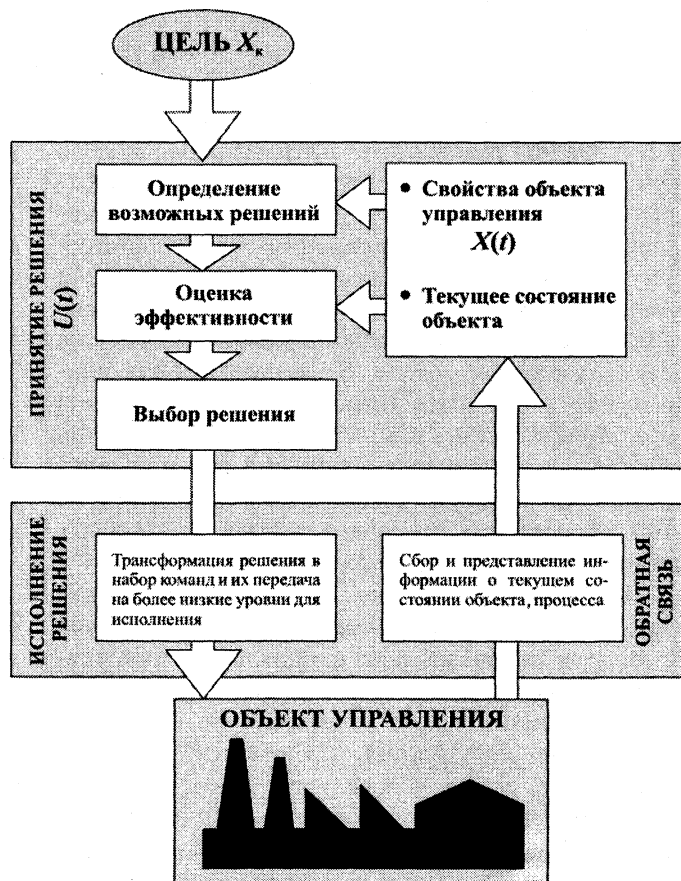 ЦЕЛЬ Xк
ПРИНЯТИЕ РЕШЕНИЯ
U(t)
Определение
возможных решений
Оценка
эффективности
Выбор решения
• Свойства объекта
управления
X(t)
• Текущее состояние
объекта
ИСПОЛНЕНИЕ
РЕШЕНИЯ
Трансформация решения в
набор команд и их передача
на более низкие уровни для
исполнения
Сбор и представление ин-
формации о текущем со-
стоянии объекта, процесса
ОБРАТНАЯ
СВЯЗЬ
ОБЪЕКТ УПРАВЛЕНИЯ